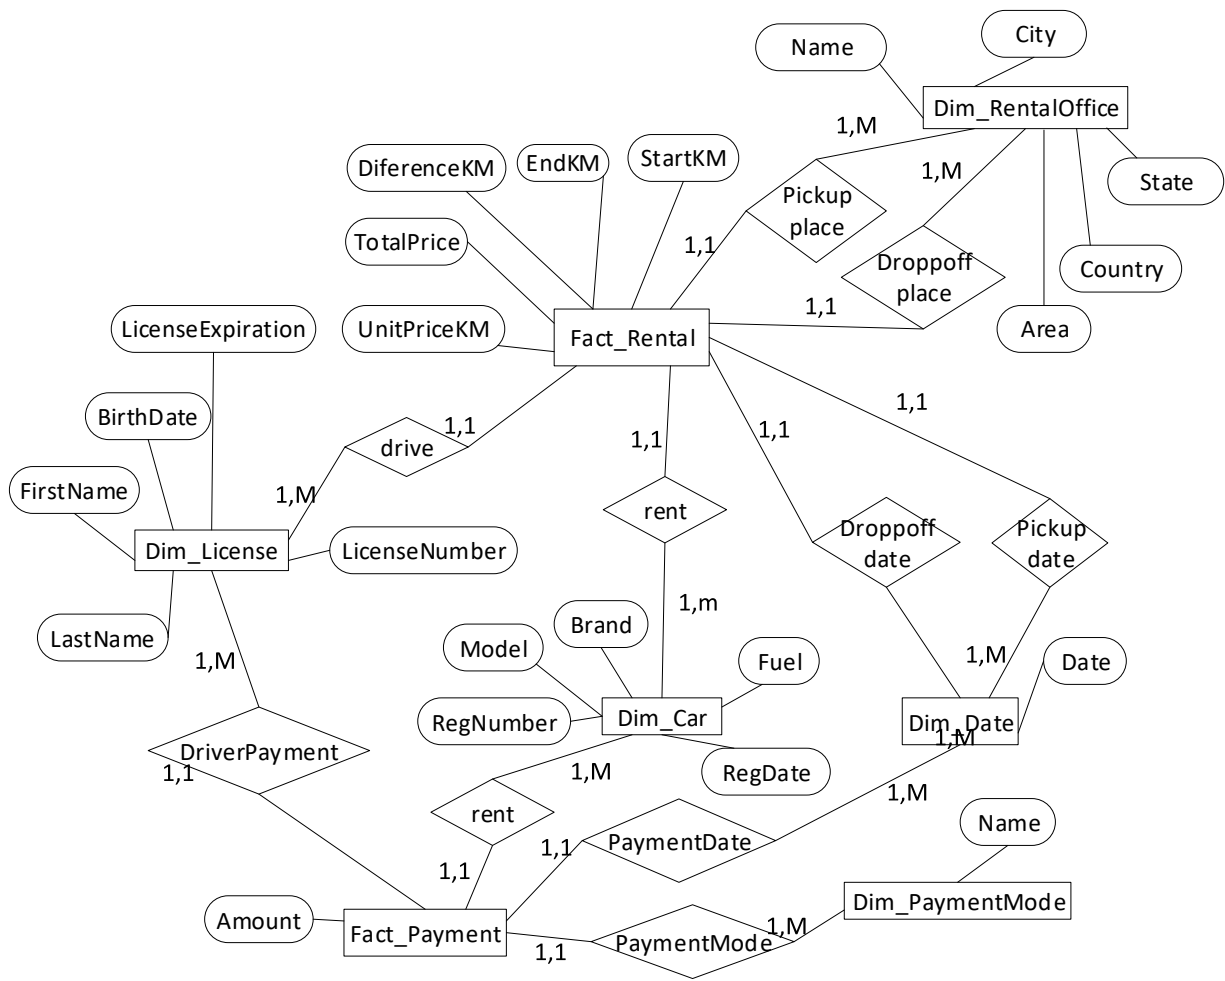 City
Name
Dim_RentalOffice
1,M
StartKM
EndKM
DiferenceKM
1,M
State
Pickup
place
TotalPrice
1,1
Droppoff
place
Country
1,1
LicenseExpiration
UnitPriceKM
Area
Fact_Rental
1,1
BirthDate
1,1
1,1
1,1
drive
FirstName
1,M
rent
Droppoff
date
Pickup
date
Dim_License
LicenseNumber
1,m
Brand
LastName
Model
1,M
1,M
Fuel
Date
RegNumber
Dim_Car
Dim_Date
1,M
DriverPayment
1,1
1,M
RegDate
1,M
rent
Name
PaymentDate
1,1
1,1
Dim_PaymentMode
Amount
Fact_Payment
1,M
PaymentMode
1,1